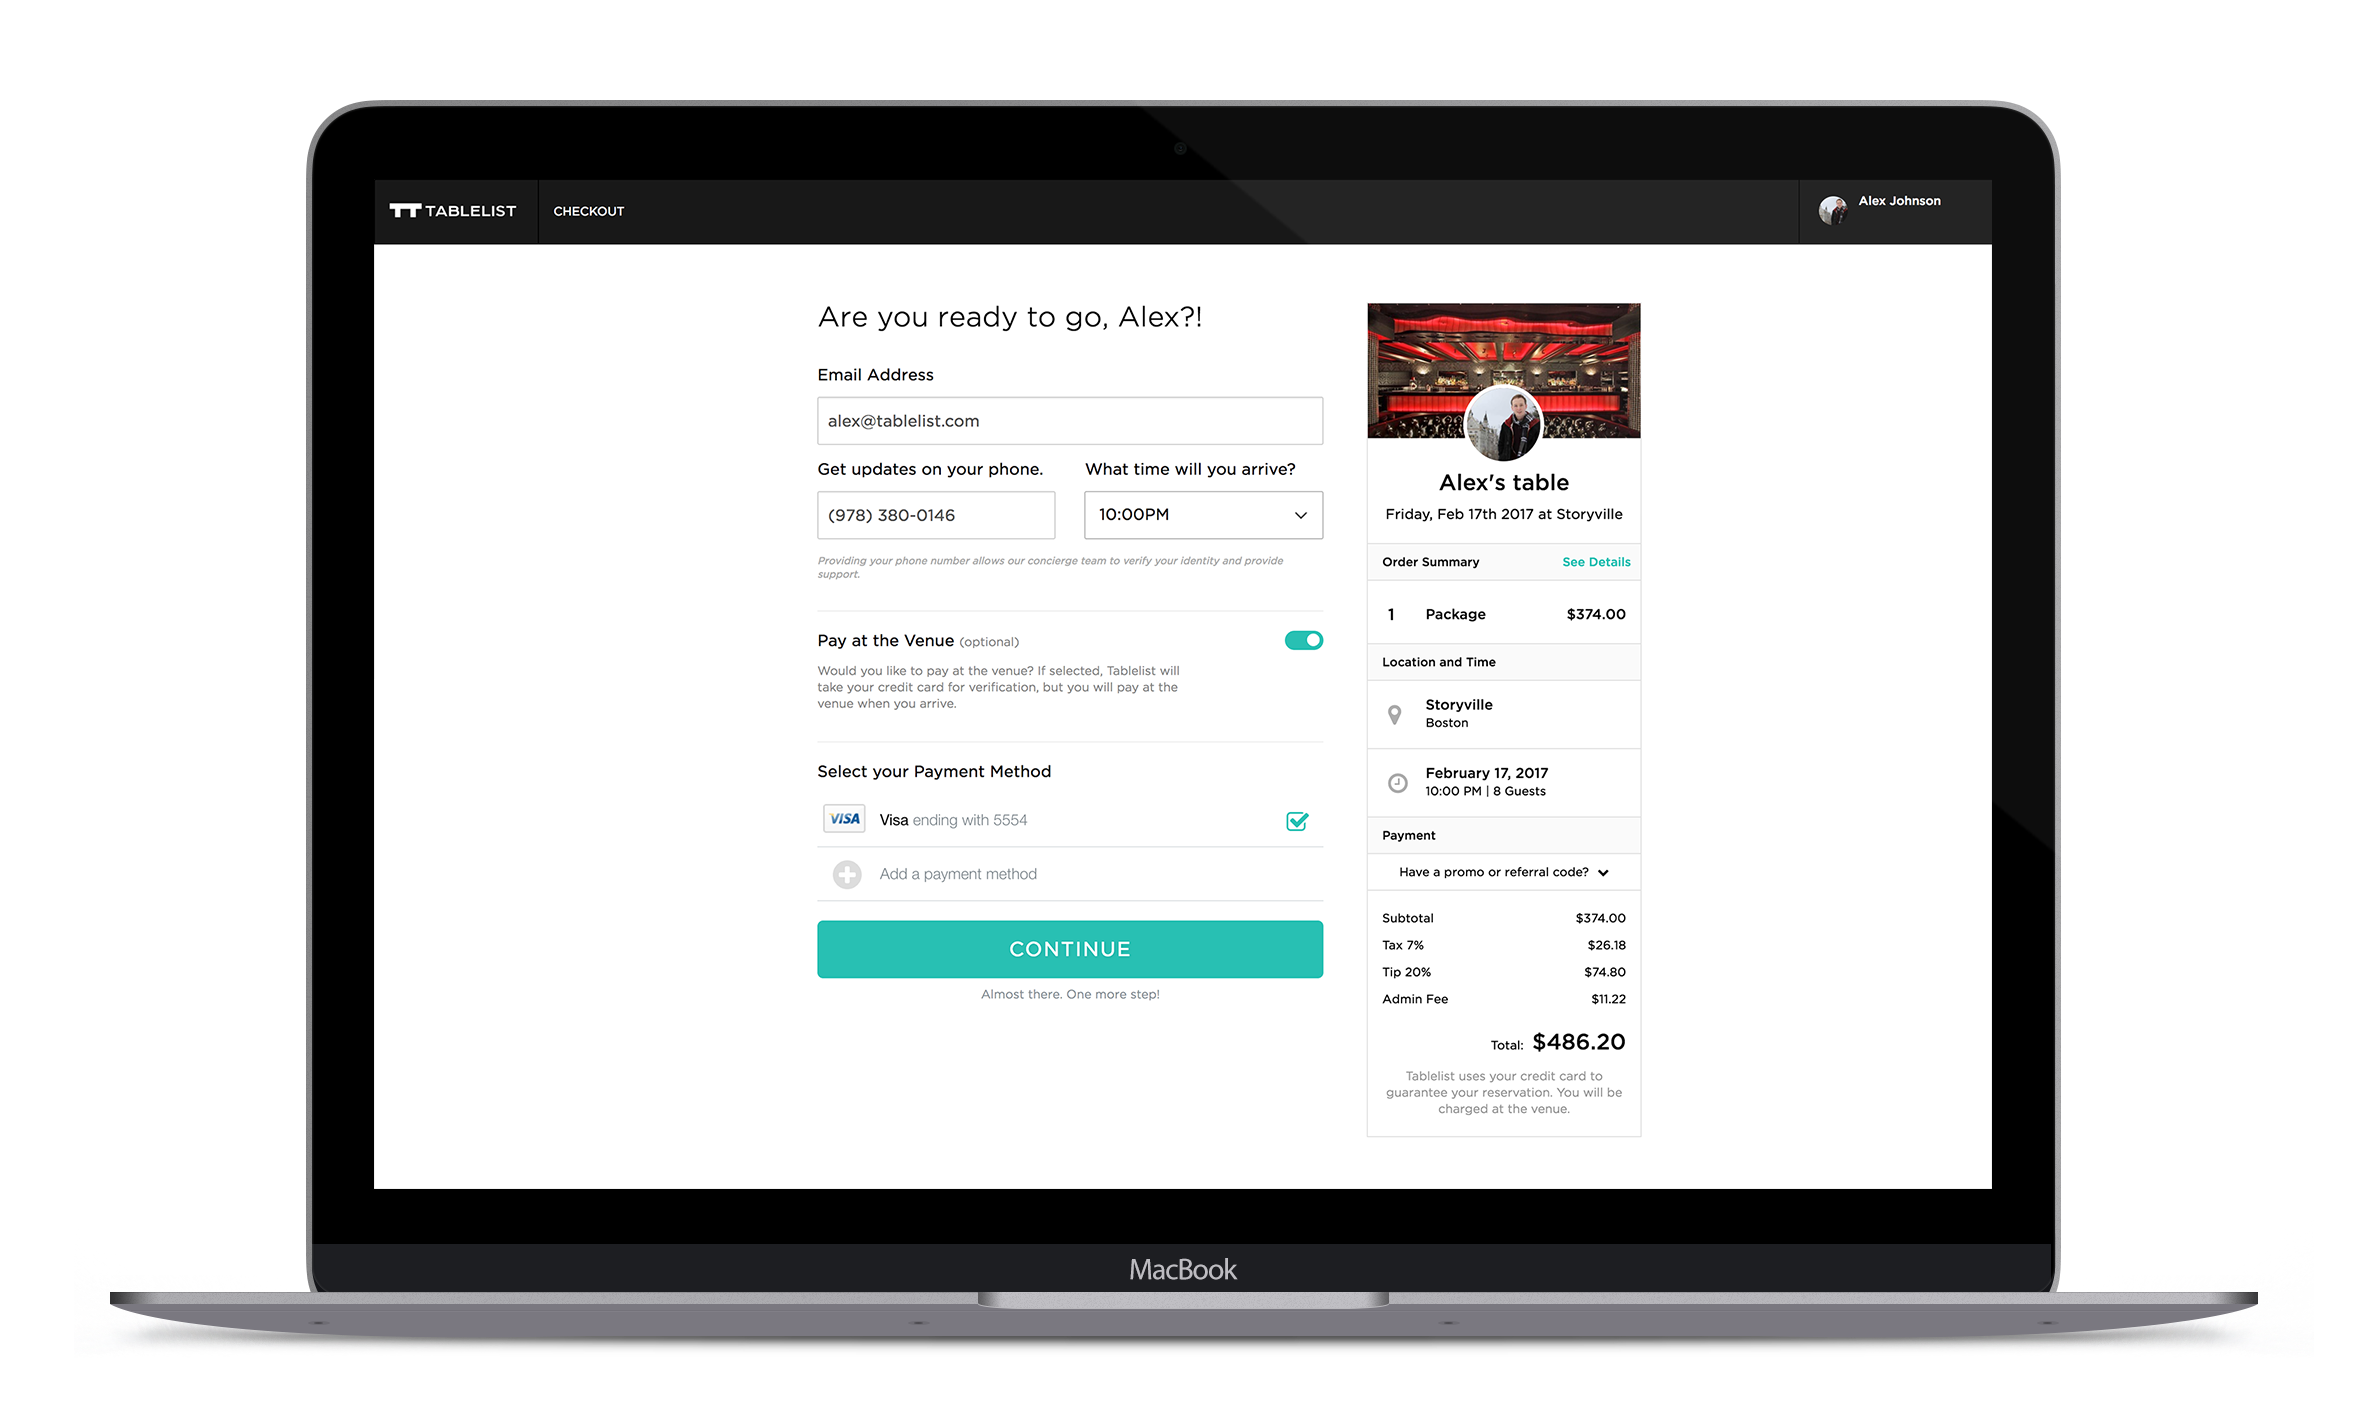 TABLELIST
CHECKOUT
Alex Johnson
Are you ready to go, Alex?!
Email Address
alex@tablelist.com
Get updates on your phone.
What time will you arrive?
(978) 380-0146
10:00PM
Providing your phone number allows our concierge team to verify your identity and provide
support.
Pay at the Venue (optional)
Would you like to pay at the venue? If selected, Tablelist will
take your credit card for verification, but you will pay at the
venue when you arrive.
Select your Payment Method
VISA Visa ending with 5554
Add a payment method
CONTINUE
Almost there. One more step!
Alex's table
Friday, Feb 17th 2017 at Storyville
Order Summary See Details
1 Package $374.00
Location and Time
Storyville
Boston
February 17, 2017
10:00 PM | 8 Guests
Payment
Have a promo or referral code?
Subtotal $374.00
Tax 7% $26.18
Tip 20% $74.80
Admin Fee $11.22
Total: $486.20
Tablelist uses your credit card to
guarantee your reservation. You will be
charged at the venue.
MacBook